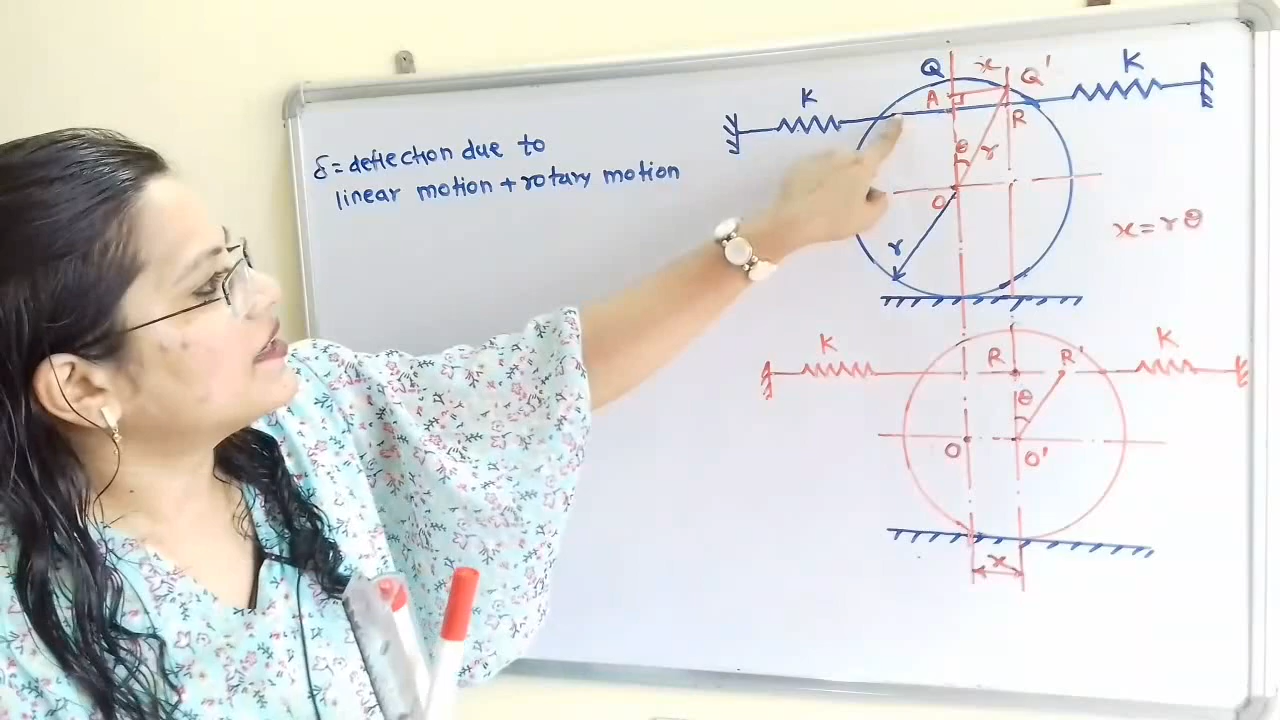 δ = deflection due to
linear motion + rotary motion
Q
x
Q'
K
K
A
R
θ
r
O
r
x = rθ
K
R
R'
K
θ
O
O'
x